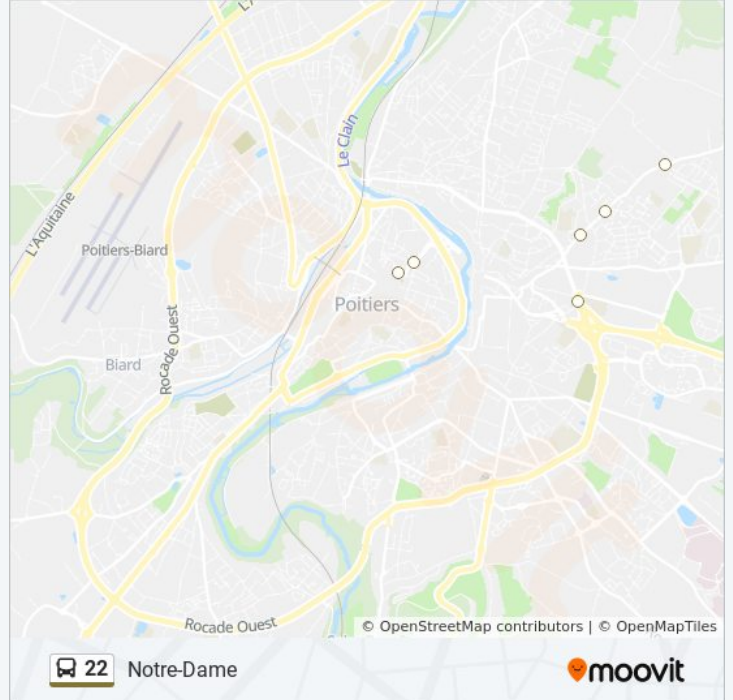 L'A
Le Clain
L'Aquitaine
Poitiers-Biard
Poitiers
Rocade Ouest
Biard
Rocade Ouest
© OpenStreetMap contributors | © OpenMapTiles
22 Notre-Dame
moovit